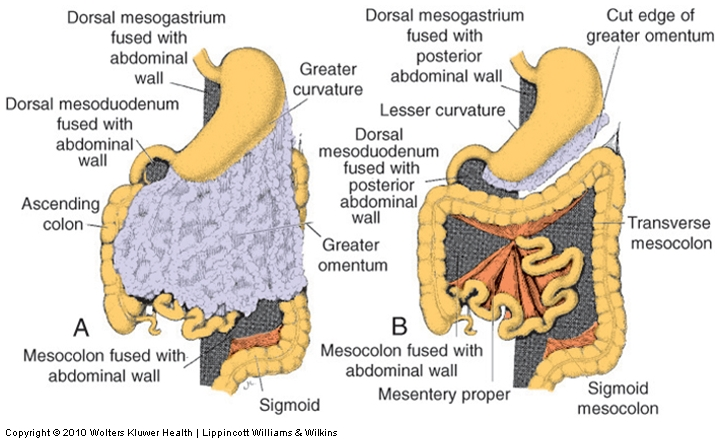 Dorsal mesogastrium
fused with
abdominal
wall
Greater
curvature
Dorsal mesoduodenum
fused with
abdominal
wall
Ascending
colon
Greater
omentum
A
Mesocolon fused with
abdominal wall
Sigmoid
Dorsal mesogastrium
fused with
posterior
abdominal wall
Cut edge of
greater omentum
Lesser curvature
Dorsal
mesoduodenum
fused with
posterior
abdominal
wall
Transverse
mesocolon
B
Mesocolon fused with
abdominal wall
Mesentery proper
Sigmoid
mesocolon
Copyright © 2010 Wolters Kluwer Health | Lippincott Williams & Wilkins